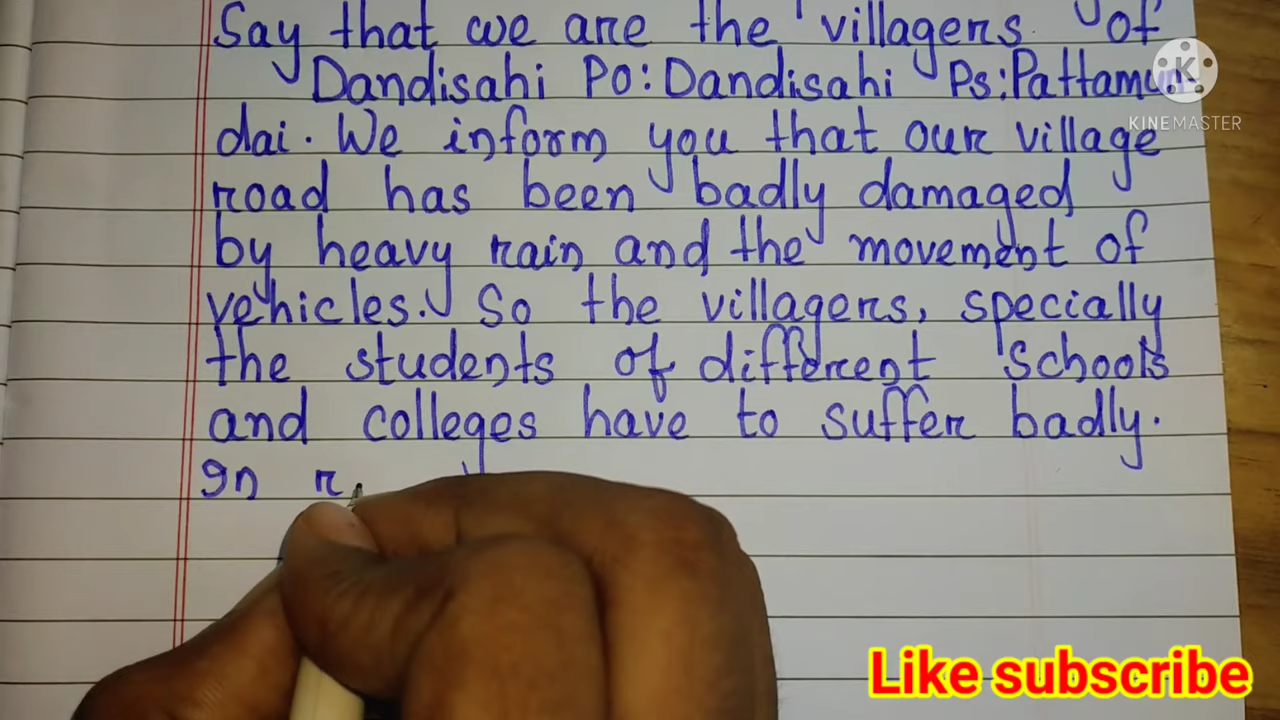 Say that we are the villagers of
Dandisahi Po: Dandisahi Ps: Pattamun-
KINEMASTER
dai. We inform you that our village
road has been badly damaged
by heavy rain and the movement of
vehicles. So the villagers, specially
the students of different schools
and colleges have to suffer badly.
In r
Like subscribe